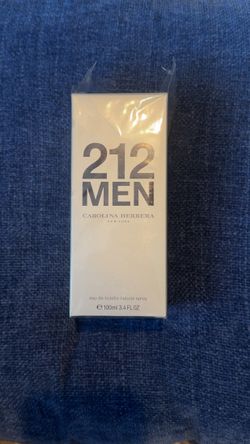 212
MEN
CAROLINA HERRERA
NEW YORK
eau de toilette natural spray
℮ 100ml 3.4 FL OZ